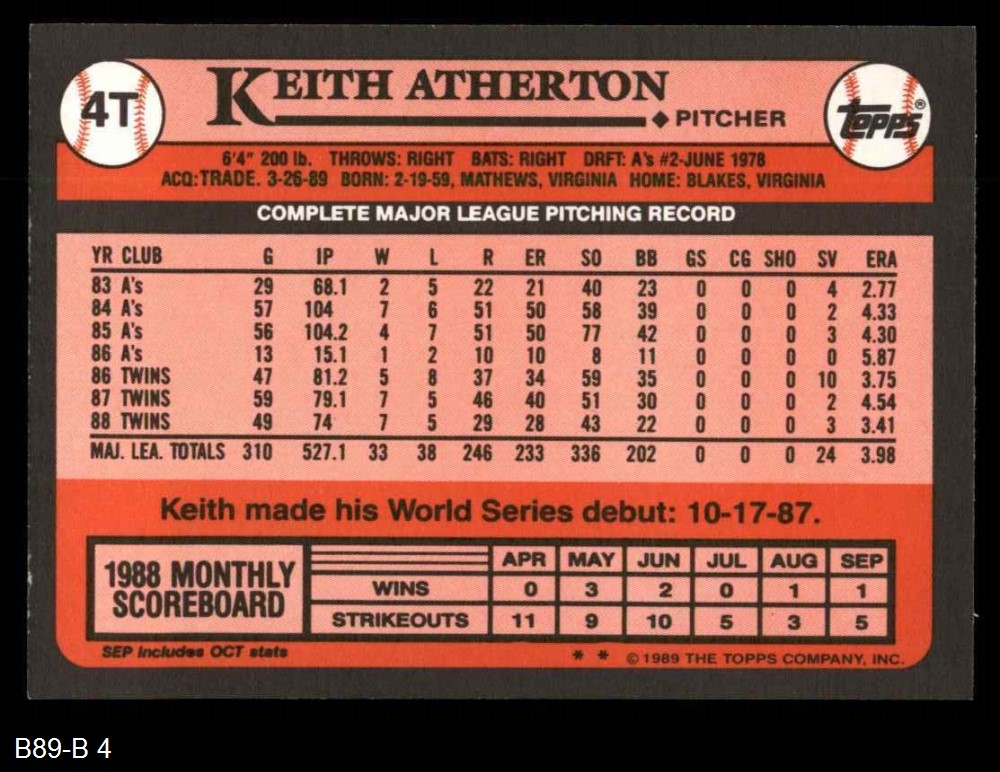 4T
KEITH ATHERTON
◆ PITCHER
Topps®
6'4" 200 lb. THROWS: RIGHT BATS: RIGHT DRFT: A's #2-JUNE 1978
ACQ:TRADE. 3-26-89 BORN: 2-19-59, MATHEWS, VIRGINIA HOME: BLAKES, VIRGINIA
COMPLETE MAJOR LEAGUE PITCHING RECORD
YR CLUB G IP W L R ER SO BB GS CG SHO SV ERA
83 A's 29 68.1 2 5 22 21 40 23 0 0 0 4 2.77
84 A's 57 104 7 6 51 50 58 39 0 0 0 2 4.33
85 A's 56 104.2 4 7 51 50 77 42 0 0 0 3 4.30
86 A's 13 15.1 1 2 10 10 8 11 0 0 0 0 5.87
86 TWINS 47 81.2 5 8 37 34 59 35 0 0 0 10 3.75
87 TWINS 59 79.1 7 5 46 40 51 30 0 0 0 2 4.54
88 TWINS 49 74 7 5 29 28 43 22 0 0 0 3 3.41
MAJ. LEA. TOTALS 310 527.1 33 38 246 233 336 202 0 0 0 24 3.98
Keith made his World Series debut: 10-17-87.
1988 MONTHLY
SCOREBOARD
APR MAY JUN JUL AUG SEP
WINS 0 3 2 0 1 1
STRIKEOUTS 11 9 10 5 3 5
SEP Includes OCT stats
* * © 1989 THE TOPPS COMPANY, INC.
B89-B 4